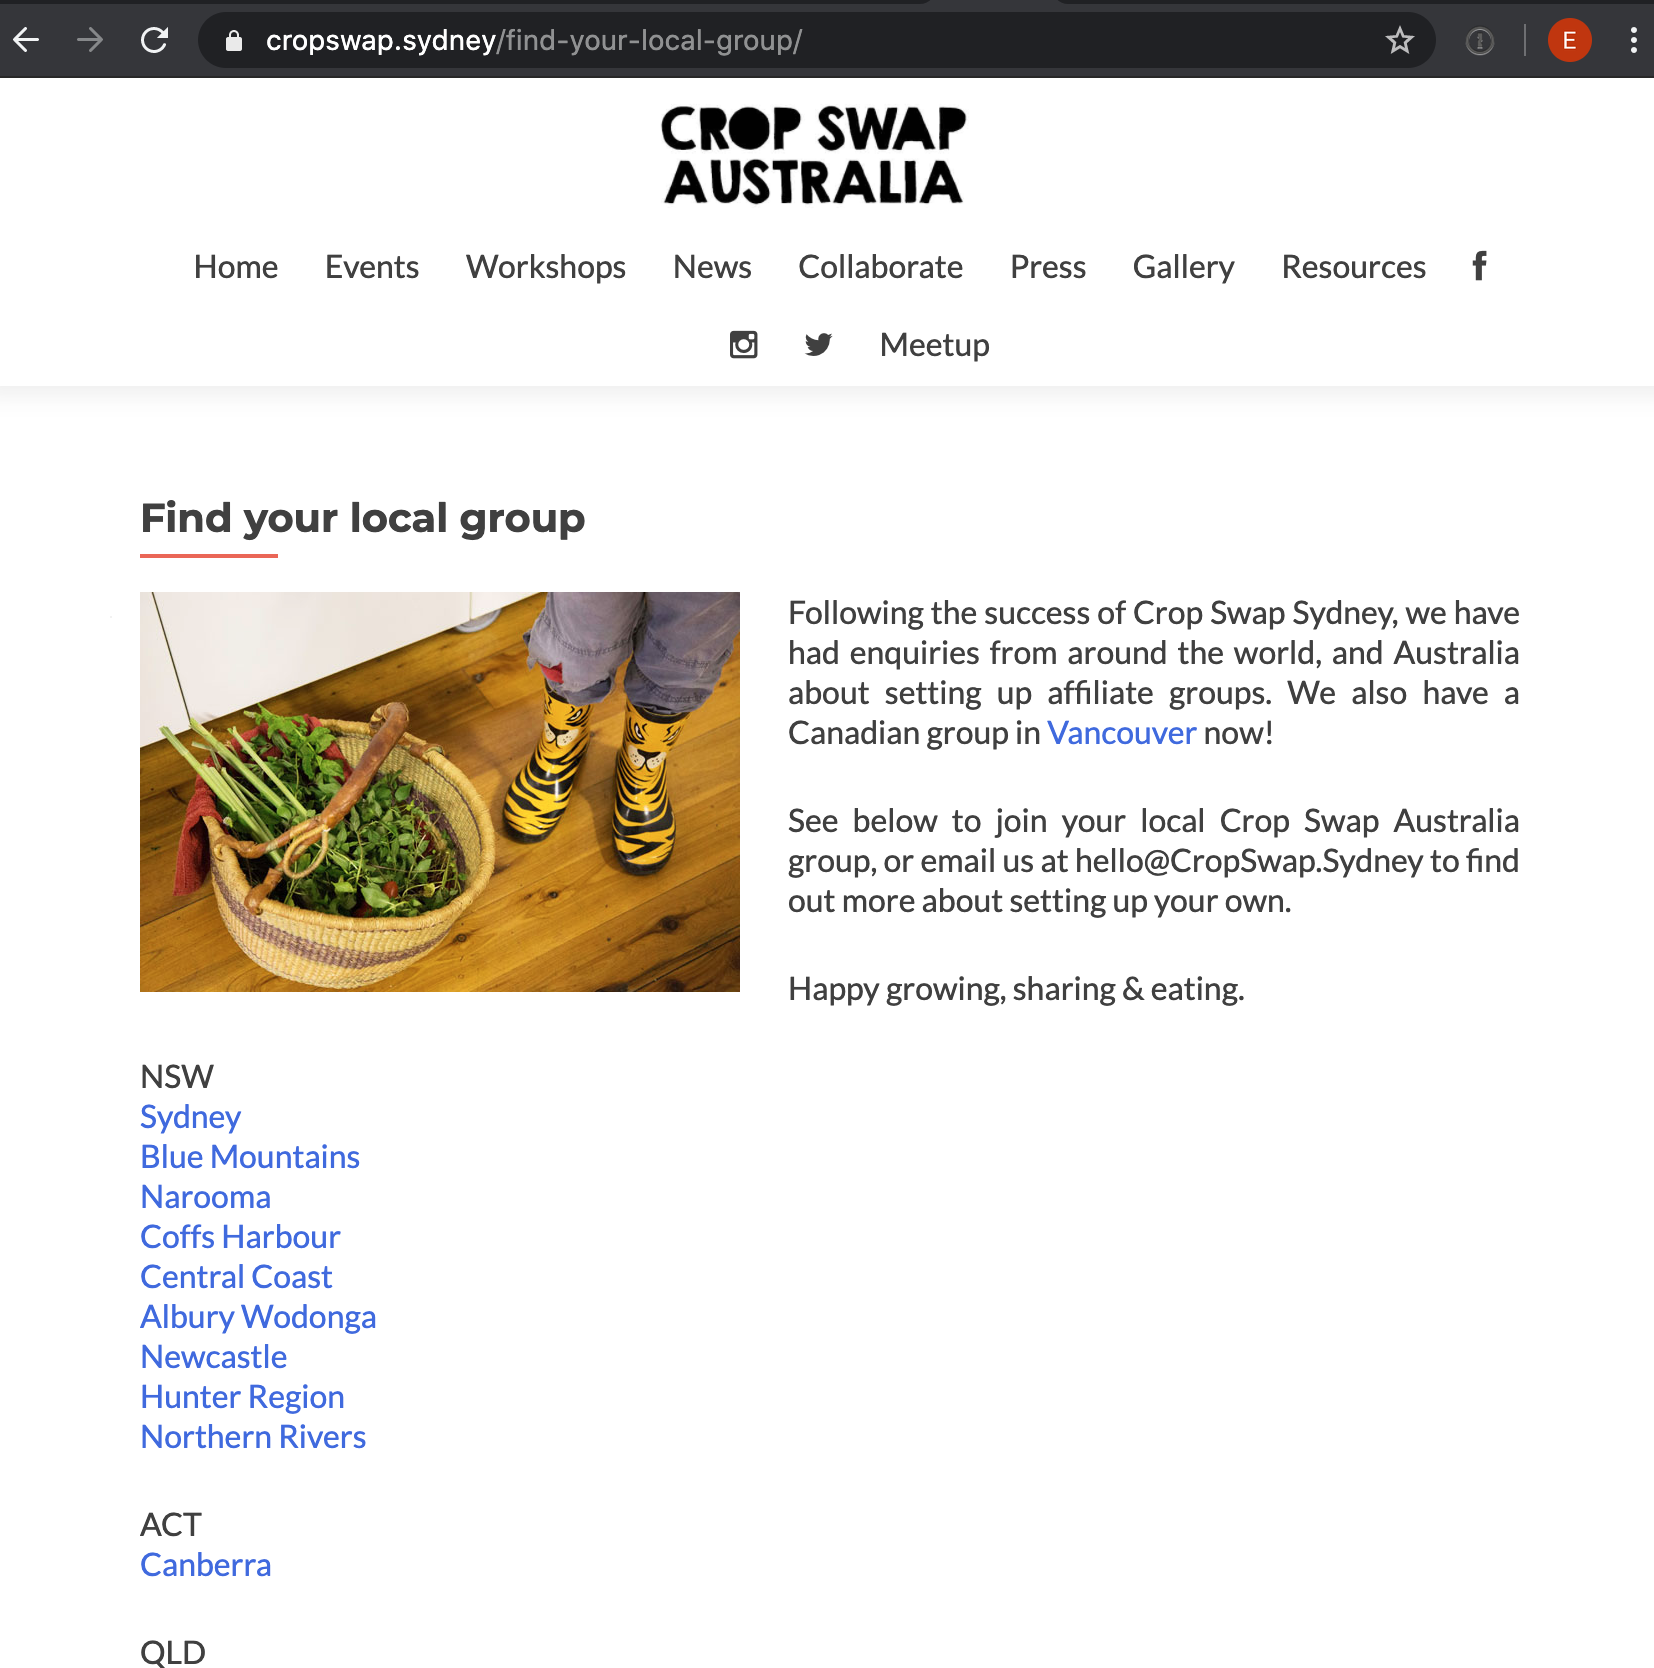 cropswap.sydney/find-your-local-group/
E
CROP SWAP
AUSTRALIA
Home Events Workshops News Collaborate Press Gallery Resources f
Meetup
Find your local group
Following the success of Crop Swap Sydney, we have
had enquiries from around the world, and Australia
about setting up affiliate groups. We also have a
Canadian group in Vancouver now!
See below to join your local Crop Swap Australia
group, or email us at hello@CropSwap.Sydney to find
out more about setting up your own.
Happy growing, sharing & eating.
NSW
Sydney
Blue Mountains
Narooma
Coffs Harbour
Central Coast
Albury Wodonga
Newcastle
Hunter Region
Northern Rivers
ACT
Canberra
QLD